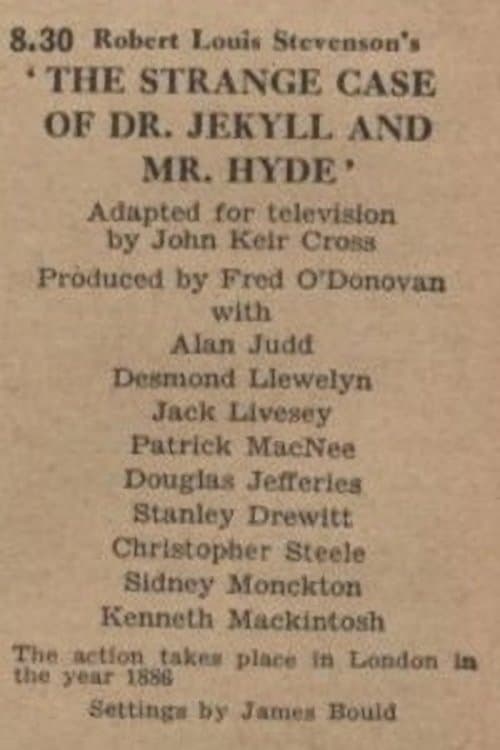 8.30 Robert Louis Stevenson's
'THE STRANGE CASE
OF DR. JEKYLL AND
MR. HYDE'
Adapted for television
by John Keir Cross
Produced by Fred O'Donovan
with
Alan Judd
Desmond Llewelyn
Jack Livesey
Patrick MacNee
Douglas Jefferies
Stanley Drewitt
Christopher Steele
Sidney Monckton
Kenneth Mackintosh
The action takes place in London in
the year 1886
Settings by James Bould